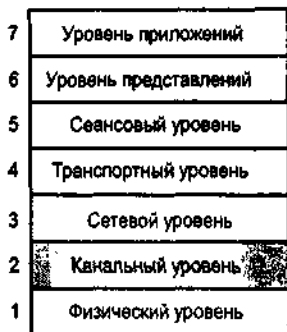 7 Уровень приложений
6 Уровень представлений
5 Сеансовый уровень
4 Транспортный уровень
3 Сетевой уровень
2 Канальный уровень
1 Физический уровень